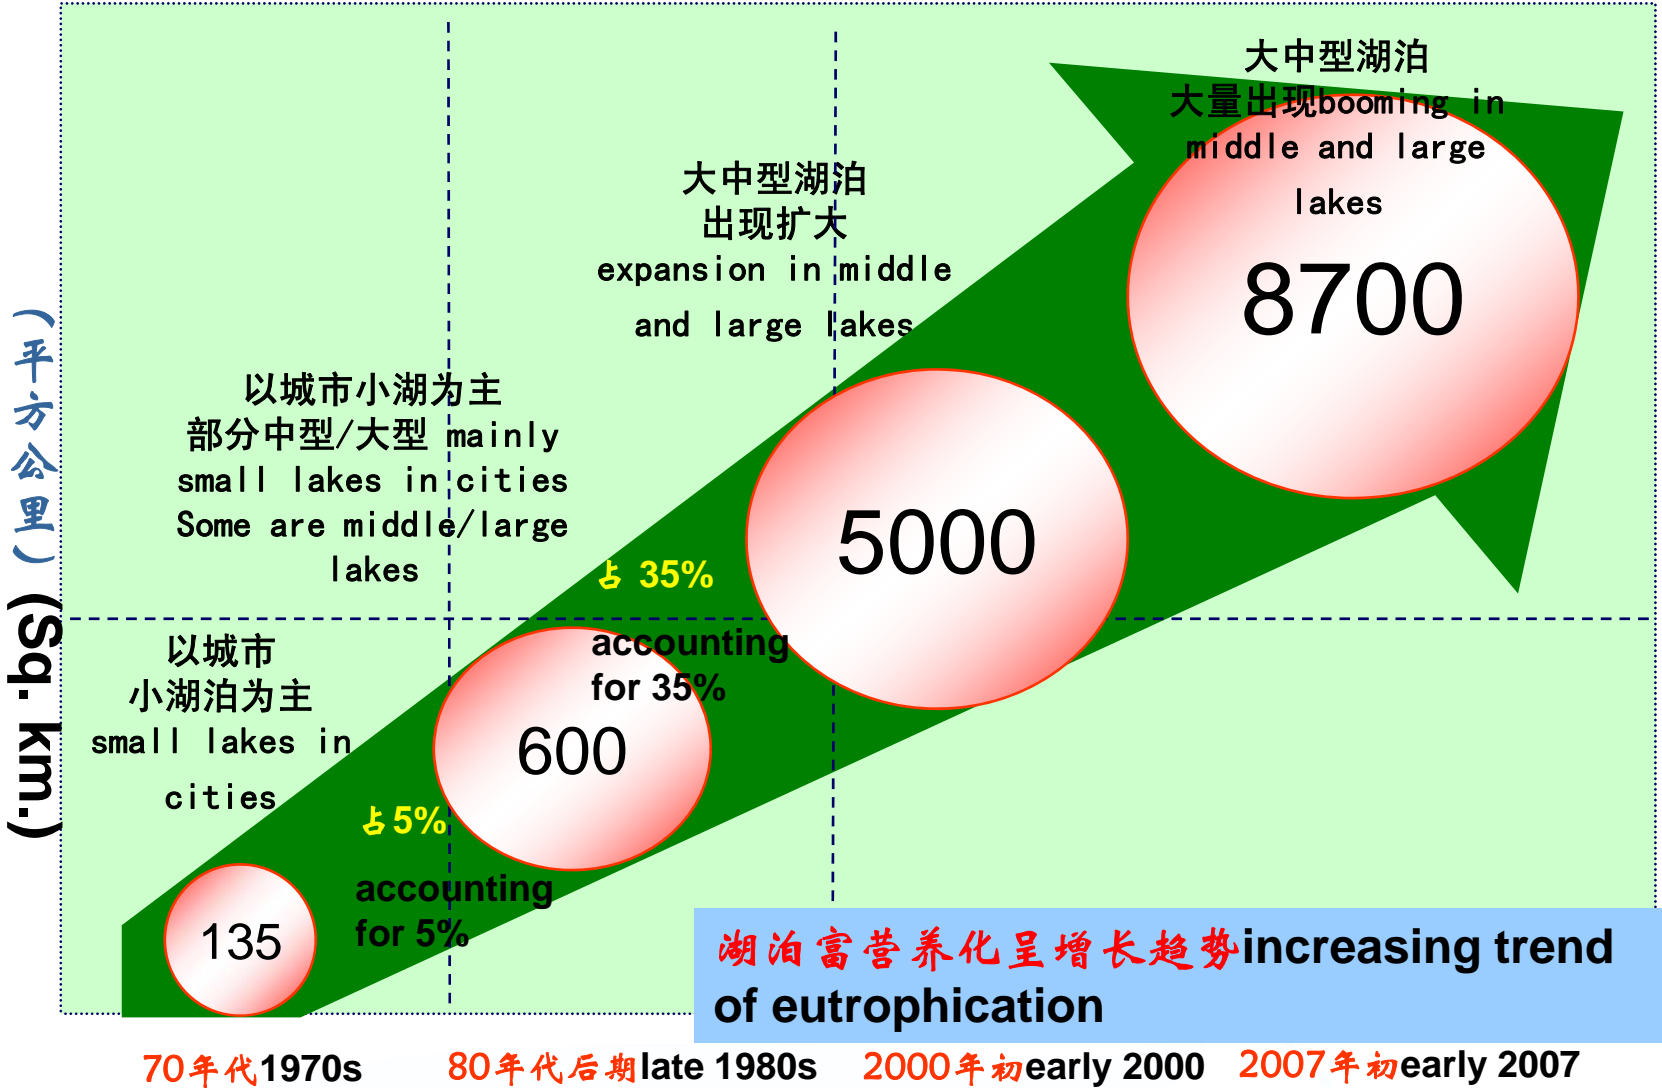 大中型湖泊
大量出现booming in
middle and large
lakes
8700
大中型湖泊
出现扩大
expansion in middle
and large lakes
5000
以城市小湖为主
部分中型/大型 mainly
small lakes in cities
Some are middle/large
lakes
占 35%
accounting
for 35%
600
以城市
小湖泊为主
small lakes in
cities
占5%
accounting
for 5%
135
(平方公里) (Sq. km.)
湖泊富营养化呈增长趋势increasing trend
of eutrophication
70年代1970s
80年代后期late 1980s
2000年初early 2000
2007年初early 2007